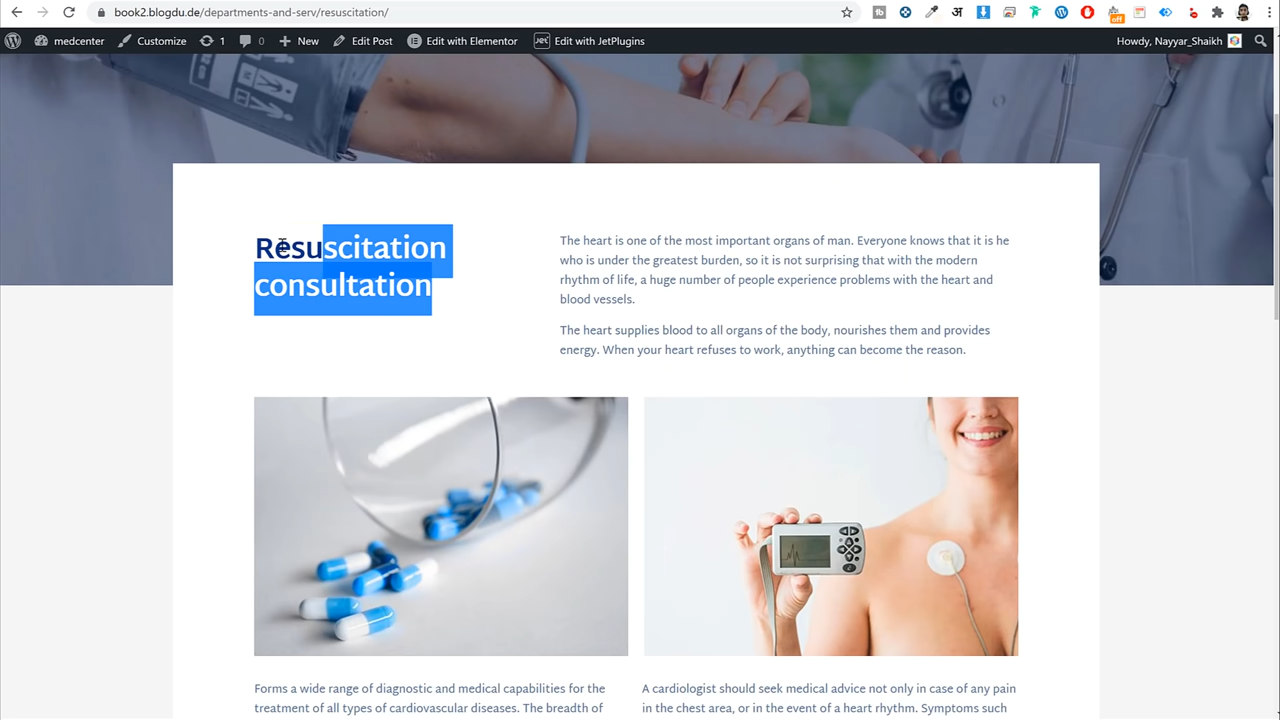 book2.blogdu.de/departments-and-serv/resuscitation/
अ
off
medcenter
Customize
1
0
New
Edit Post
Edit with Elementor
JET
Edit with JetPlugins
Howdy, Nayyar_Shaikh
Resuscitation
consultation
The heart is one of the most important organs of man. Everyone knows that it is he
who is under the greatest burden, so it is not surprising that with the modern
rhythm of life, a huge number of people experience problems with the heart and
blood vessels.
The heart supplies blood to all organs of the body, nourishes them and provides
energy. When your heart refuses to work, anything can become the reason.
Forms a wide range of diagnostic and medical capabilities for the
treatment of all types of cardiovascular diseases. The breadth of
A cardiologist should seek medical advice not only in case of any pain
in the chest area, or in the event of a heart rhythm. Symptoms such